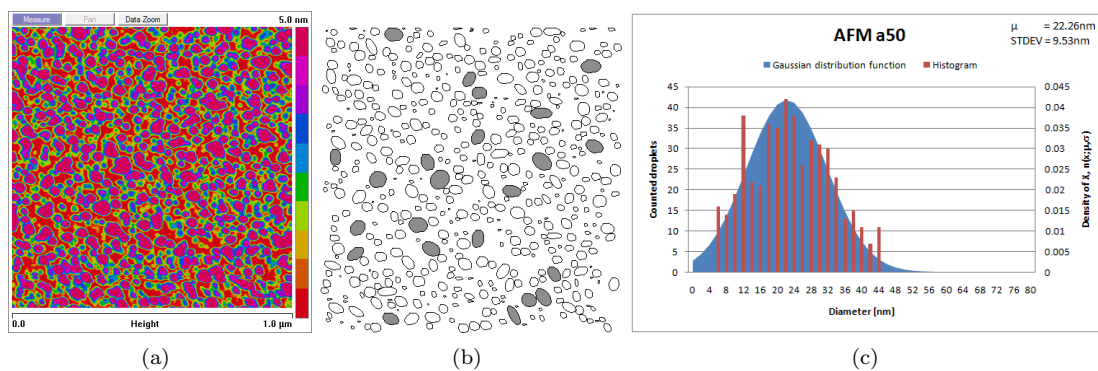 Measure Pan Data Zoom 5.0 nm
0.0 Height 1.0 µm
(a)
(b)
AFM a50
µ = 22.26nm
STDEV = 9.53nm
Gaussian distribution function Histogram
45
40
35
30
25
20
15
10
5
0
Counted droplets
0.045
0.04
0.035
0.03
0.025
0.02
0.015
0.01
0.005
0
0 4 8 12 16 20 24 28 32 36 40 44 48 52 56 60 64 68 72 76 80
Diameter [nm]
(c)